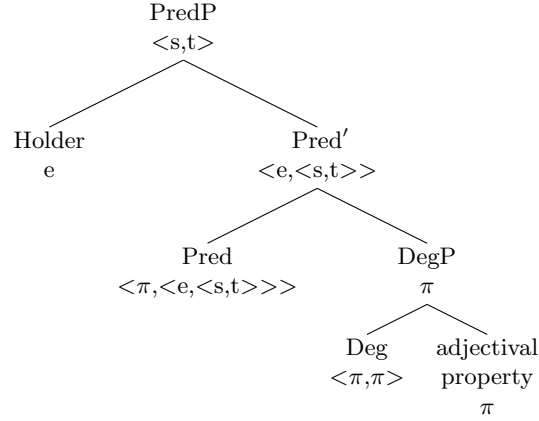 PredP
<s,t>
Holder
e
Pred′
<e,<s,t>>
Pred
<π,<e,<s,t>>>
DegP
π
Deg
<π,π>
adjectival
property
π